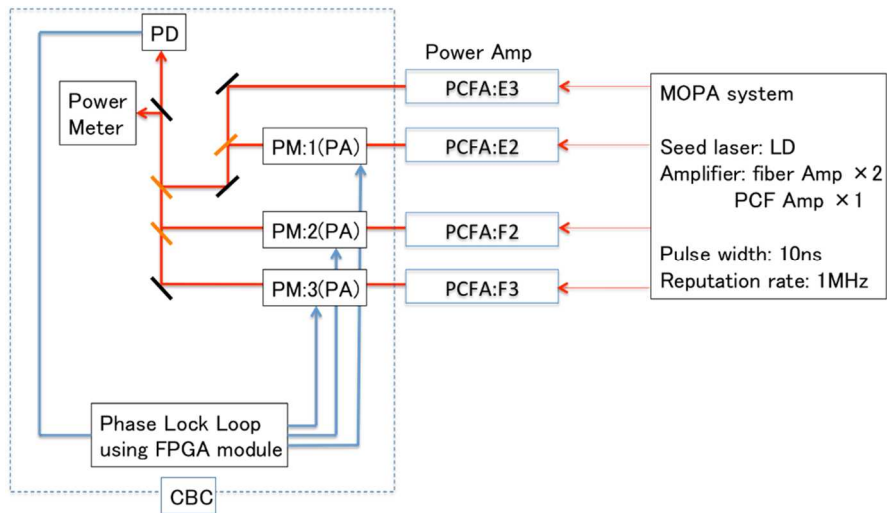 PD
Power Amp
Power
Meter
PCFA:E3
PM:1(PA)
PCFA:E2
PM:2(PA)
PCFA:F2
PM:3(PA)
PCFA:F3
MOPA system
Seed laser: LD
Amplifier: fiber Amp ×2
PCF Amp ×1
Pulse width: 10ns
Reputation rate: 1MHz
Phase Lock Loop
using FPGA module
CBC